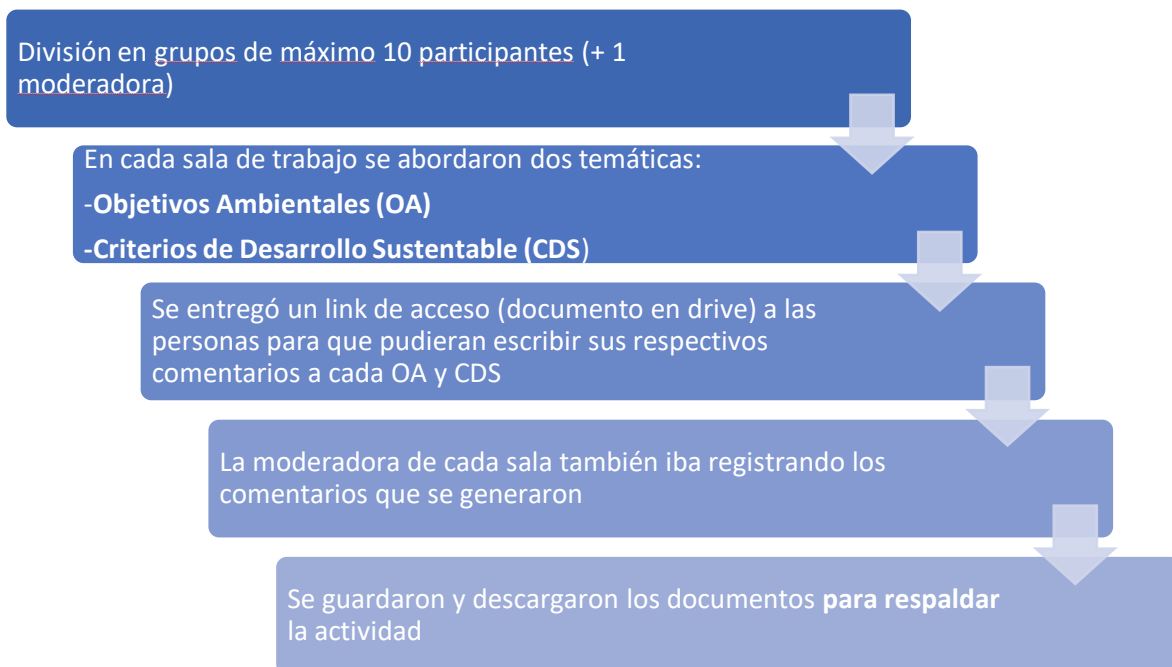 División en grupos de máximo 10 participantes (+ 1
moderadora)
En cada sala de trabajo se abordaron dos temáticas:
-Objetivos Ambientales (OA)
-Criterios de Desarrollo Sustentable (CDS)
Se entregó un link de acceso (documento en drive) a las
personas para que pudieran escribir sus respectivos
comentarios a cada OA y CDS
La moderadora de cada sala también iba registrando los
comentarios que se generaron
Se guardaron y descargaron los documentos para respaldar
la actividad